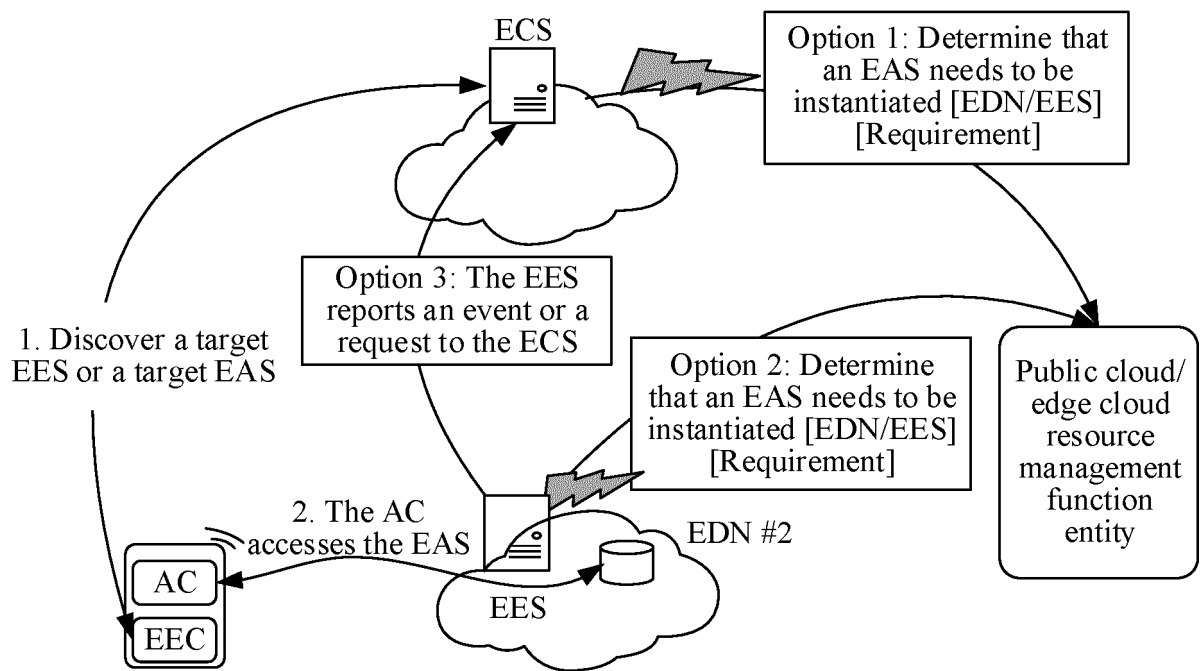 ECS
Option 1: Determine that
an EAS needs to be
instantiated [EDN/EES]
[Requirement]
Option 3: The EES
reports an event or a
request to the ECS
1. Discover a target
EES or a target EAS
Option 2: Determine
that an EAS needs to be
instantiated [EDN/EES]
[Requirement]
Public cloud/
edge cloud
resource
management
function
entity
2. The AC
accesses the EAS
EDN #2
AC
EES
EEC